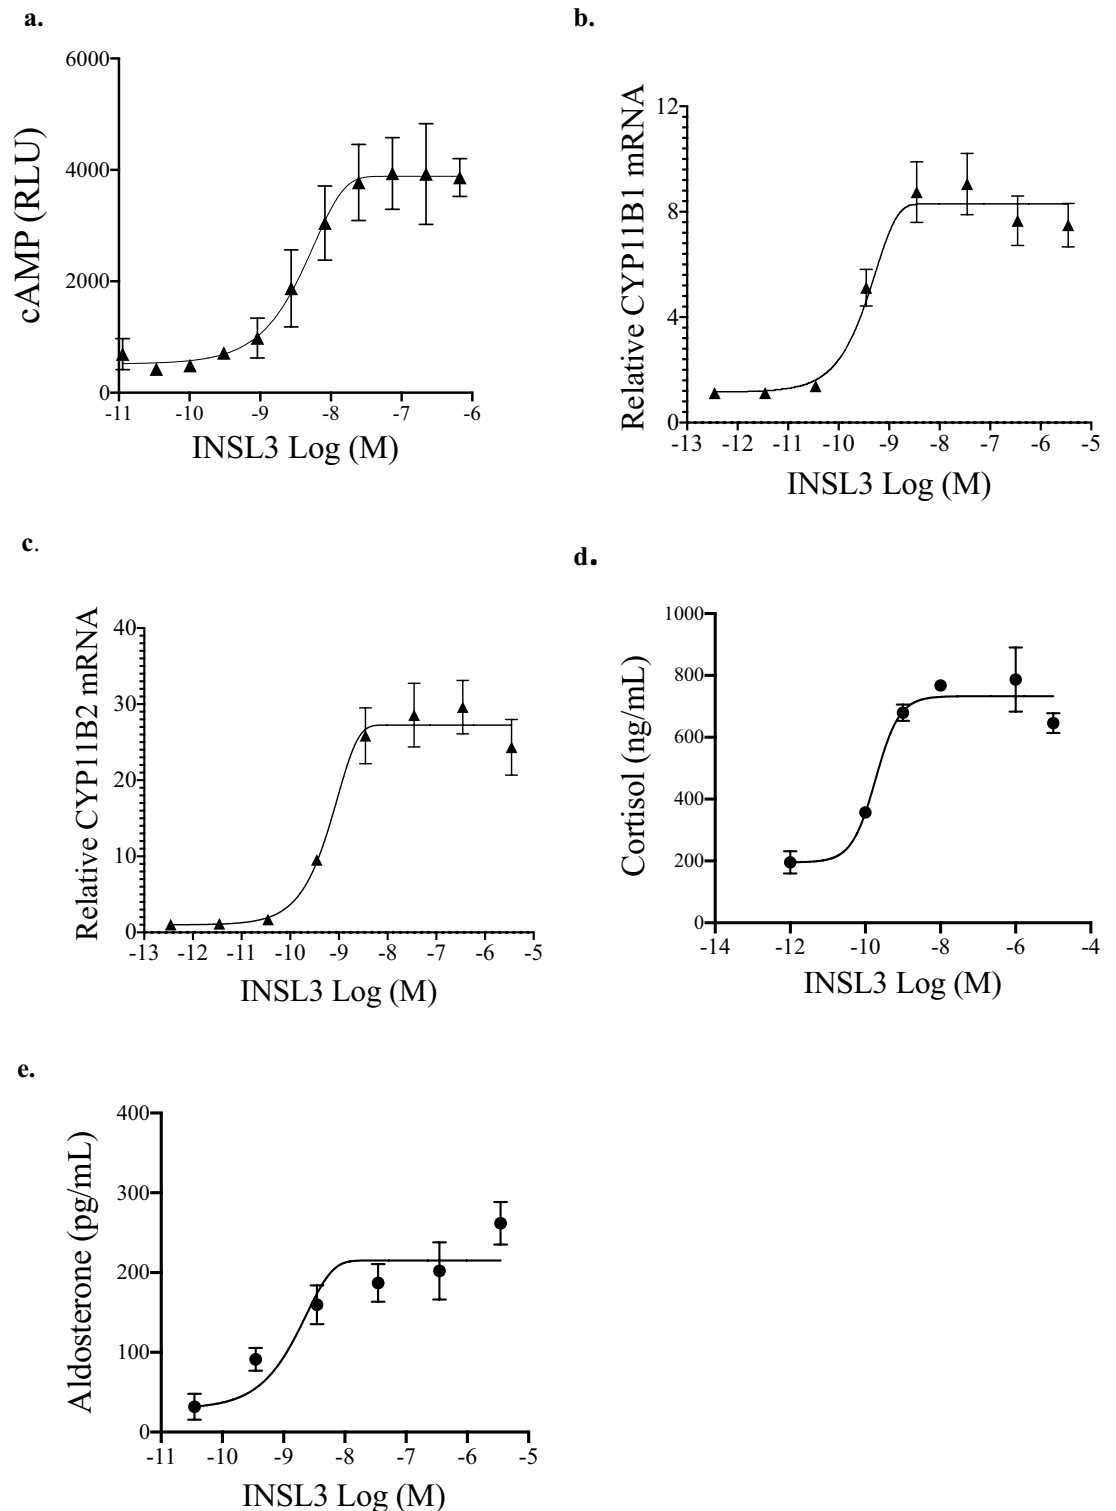 a.
6000
4000
2000
0
cAMP (RLU)
-11 -10 -9 -8 -7 -6
INSL3 Log (M)
b.
12
8
4
0
Relative CYP11B1 mRNA
-13 -12 -11 -10 -9 -8 -7 -6 -5
INSL3 Log (M)
c.
40
30
20
10
0
Relative CYP11B2 mRNA
-13 -12 -11 -10 -9 -8 -7 -6 -5
INSL3 Log (M)
d.
1000
800
600
400
200
0
Cortisol (ng/mL)
-14 -12 -10 -8 -6 -4
INSL3 Log (M)
e.
400
300
200
100
0
Aldosterone (pg/mL)
-11 -10 -9 -8 -7 -6 -5
INSL3 Log (M)